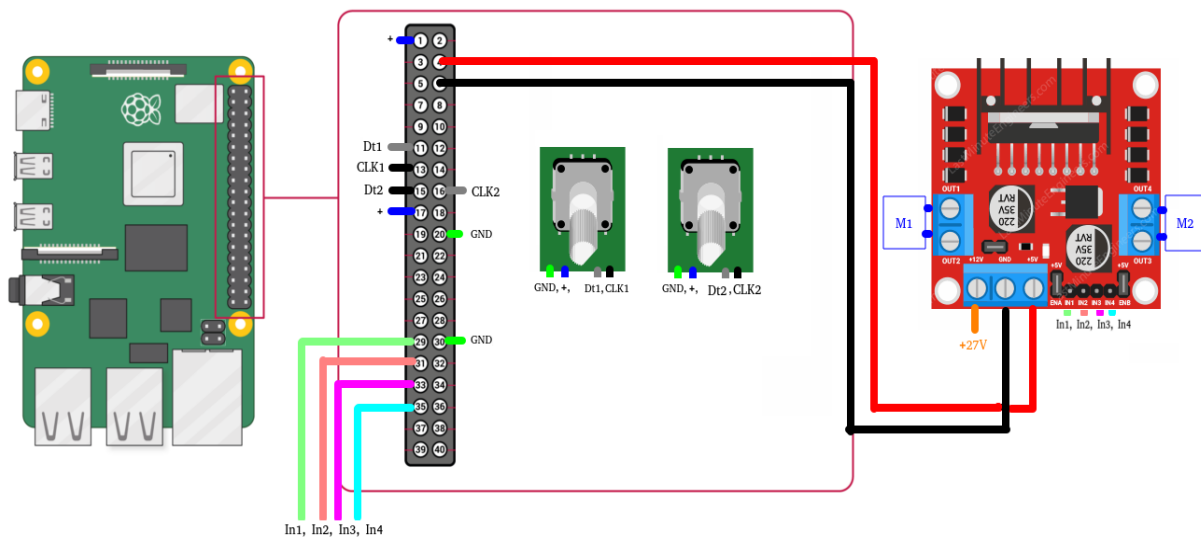 +
1 2
3 4
5
7 8
9 10
Dt1 11 12
CLK1 13 14
Dt2 15 16 CLK2
+ 17 18
19 20 GND
21 22
23 24
25 26
27 28
29 30 GND
31 32
33 34
35 36
37 38
39 40
In1, In2, In3, In4
GND, +, Dt1, CLK1
GND, +, Dt2, CLK2
LastMinuteEngineers.com
OUT1
OUT4
M1
M2
220
35V
RVT
220
35V
RVT
OUT2
OUT3
+12V GND +5V
+5V
+5V
ENA IN1 IN2 IN3 IN4 ENB
In1, In2, In3, In4
+27V